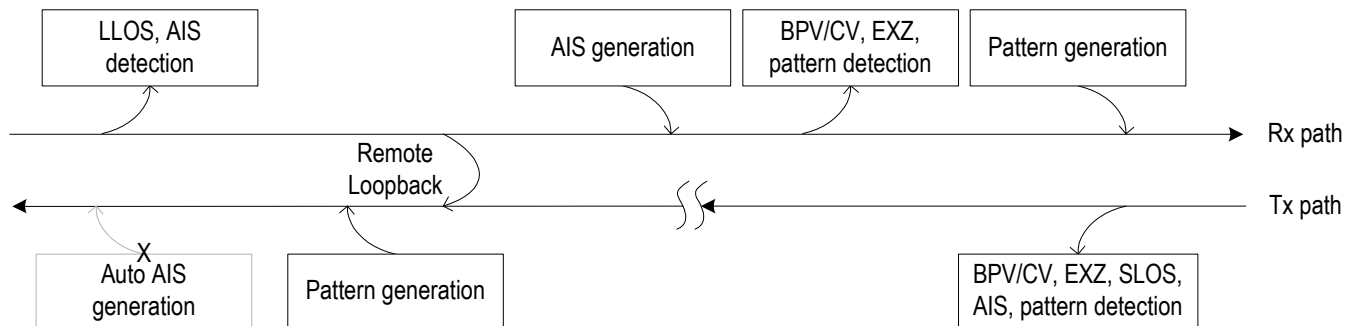 LLOS, AIS
detection
AIS generation
BPV/CV, EXZ,
pattern detection
Pattern generation
Rx path
Remote
Loopback
Tx path
X
Auto AIS
generation
Pattern generation
BPV/CV, EXZ, SLOS,
AIS, pattern detection